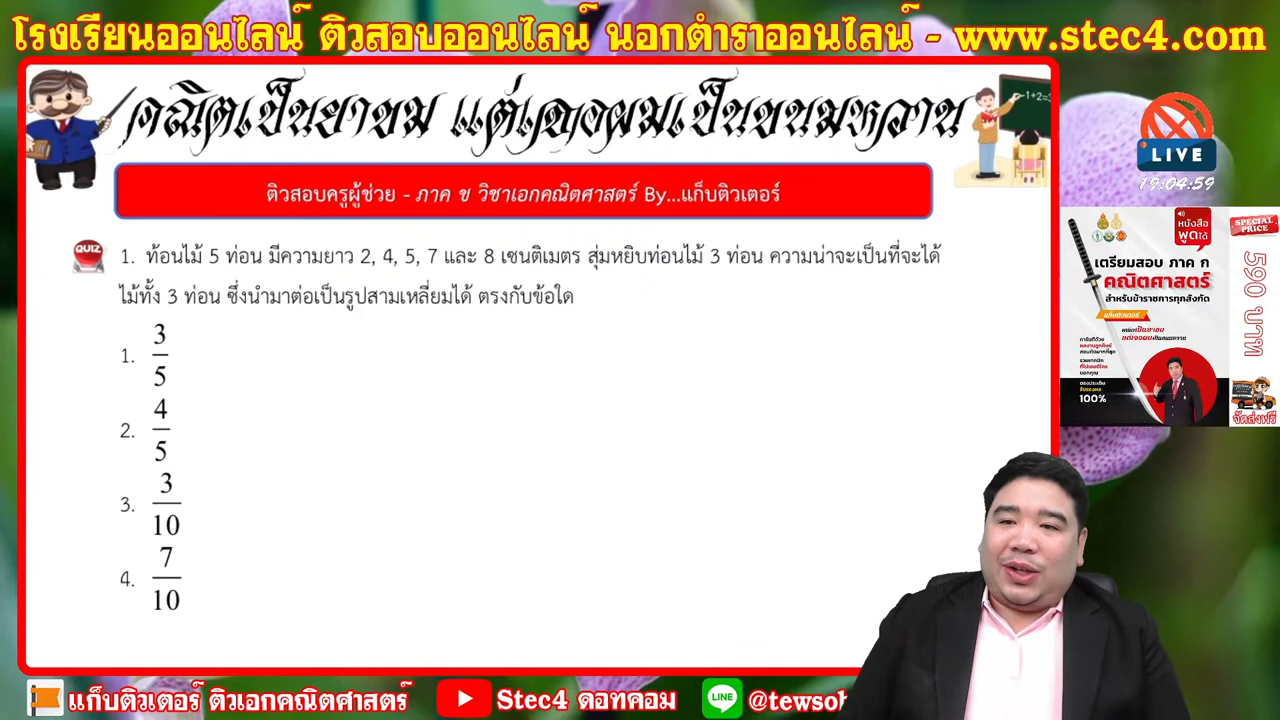 โรงเรียนออนไลน์ ติวสอบออนไลน์ นอกตำราออนไลน์ - www.stec4.com
คณิตเป็นยาขม แต่เจอผมเป็นขนมหวาน
-1+2=
ติวสอบครูผู้ช่วย - ภาค ข วิชาเอกคณิตศาสตร์ By...แก็บติวเตอร์
LIVE
19:04:59
QUIZ
1. ท้อนไม้ 5 ท่อน มีความยาว 2, 4, 5, 7 และ 8 เซนติเมตร สุ่มหยิบท่อนไม้ 3 ท่อน ความน่าจะเป็นที่จะได้
ไม้ทั้ง 3 ท่อน ซึ่งนำมาต่อเป็นรูปสามเหลี่ยมได้ ตรงกับข้อใด
1. 3/5
2. 4/5
3. 3/10
4. 7/10
หนังสือ
พูดได้
SPECIAL
PRICE
590 บาท
เตรียมสอบ ภาค ก
คณิตศาสตร์
สำหรับข้าราชการทุกสังกัด
แก็บติวเตอร์
100%
จัดส่งฟรี
แก็บติวเตอร์ ติวเอกคณิตศาสตร์
Stec4 ดอทคอม
LINE
@tewsob